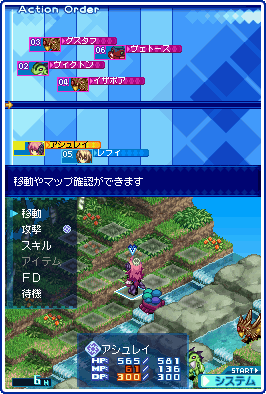 Action Order
03 グスタフ
06 ヴェトース
02 ヴィクトン
04 イザボア
アシュレイ
05 レフィ
移動やマップ確認ができます
移動
攻撃
スキル
アイテム
FD
待機
アシュレイ
HP: 565/ 581
MP: 61/ 136
DP: 300/ 300
6 H
START
システム